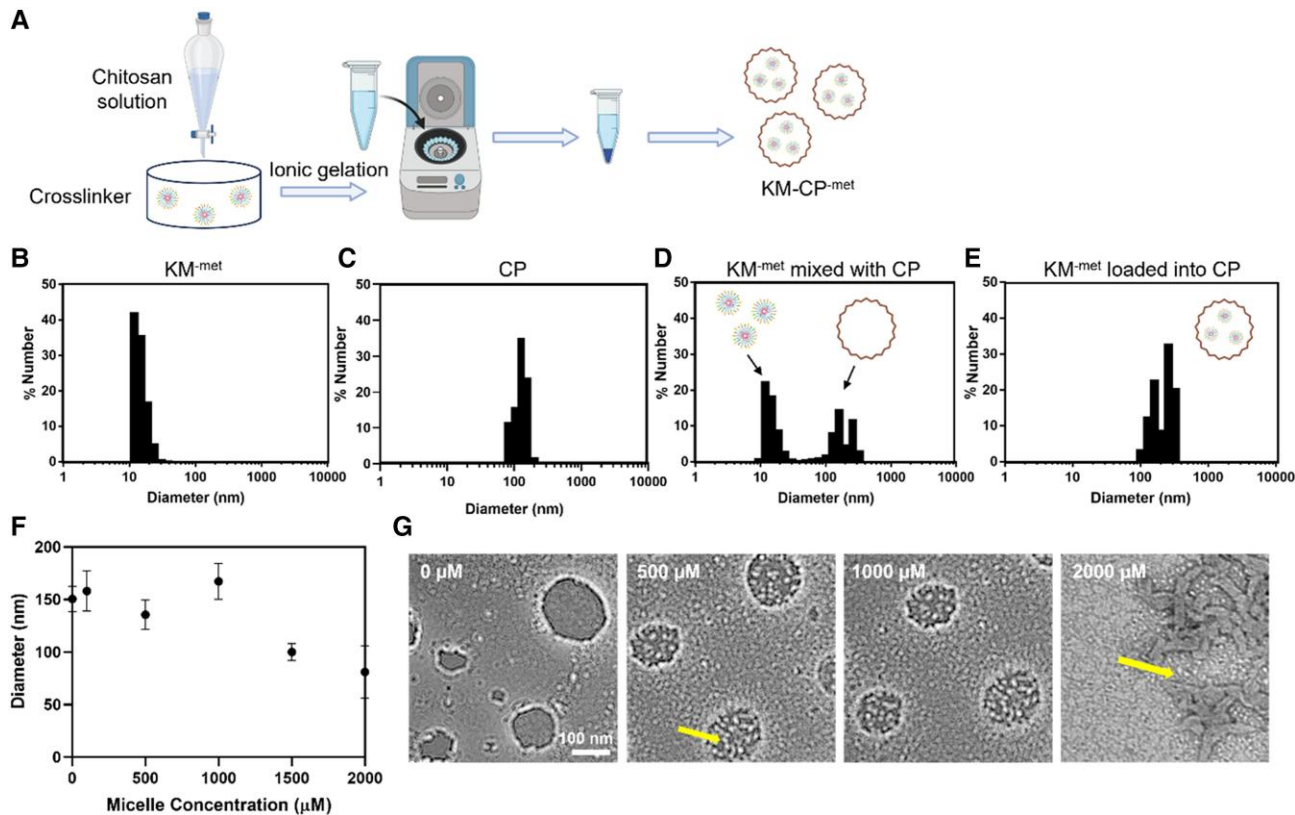 A
Chitosan
solution
Crosslinker
Ionic gelation
KM-CP-met
B
KM-met
% Number
50
40
30
20
10
0
1 10 100 1000 10000
Diameter (nm)
C
CP
% Number
50
40
30
20
10
0
1 10 100 1000 10000
Diameter (nm)
D
KM-met mixed with CP
% Number
50
40
30
20
10
0
1 10 100 1000 10000
Diameter (nm)
E
KM-met loaded into CP
% Number
50
40
30
20
10
0
1 10 100 1000 10000
Diameter (nm)
F
Diameter (nm)
200
150
100
50
0
0 500 1000 1500 2000
Micelle Concentration (μM)
G
0 μM
100 nm
500 μM
1000 μM
2000 μM